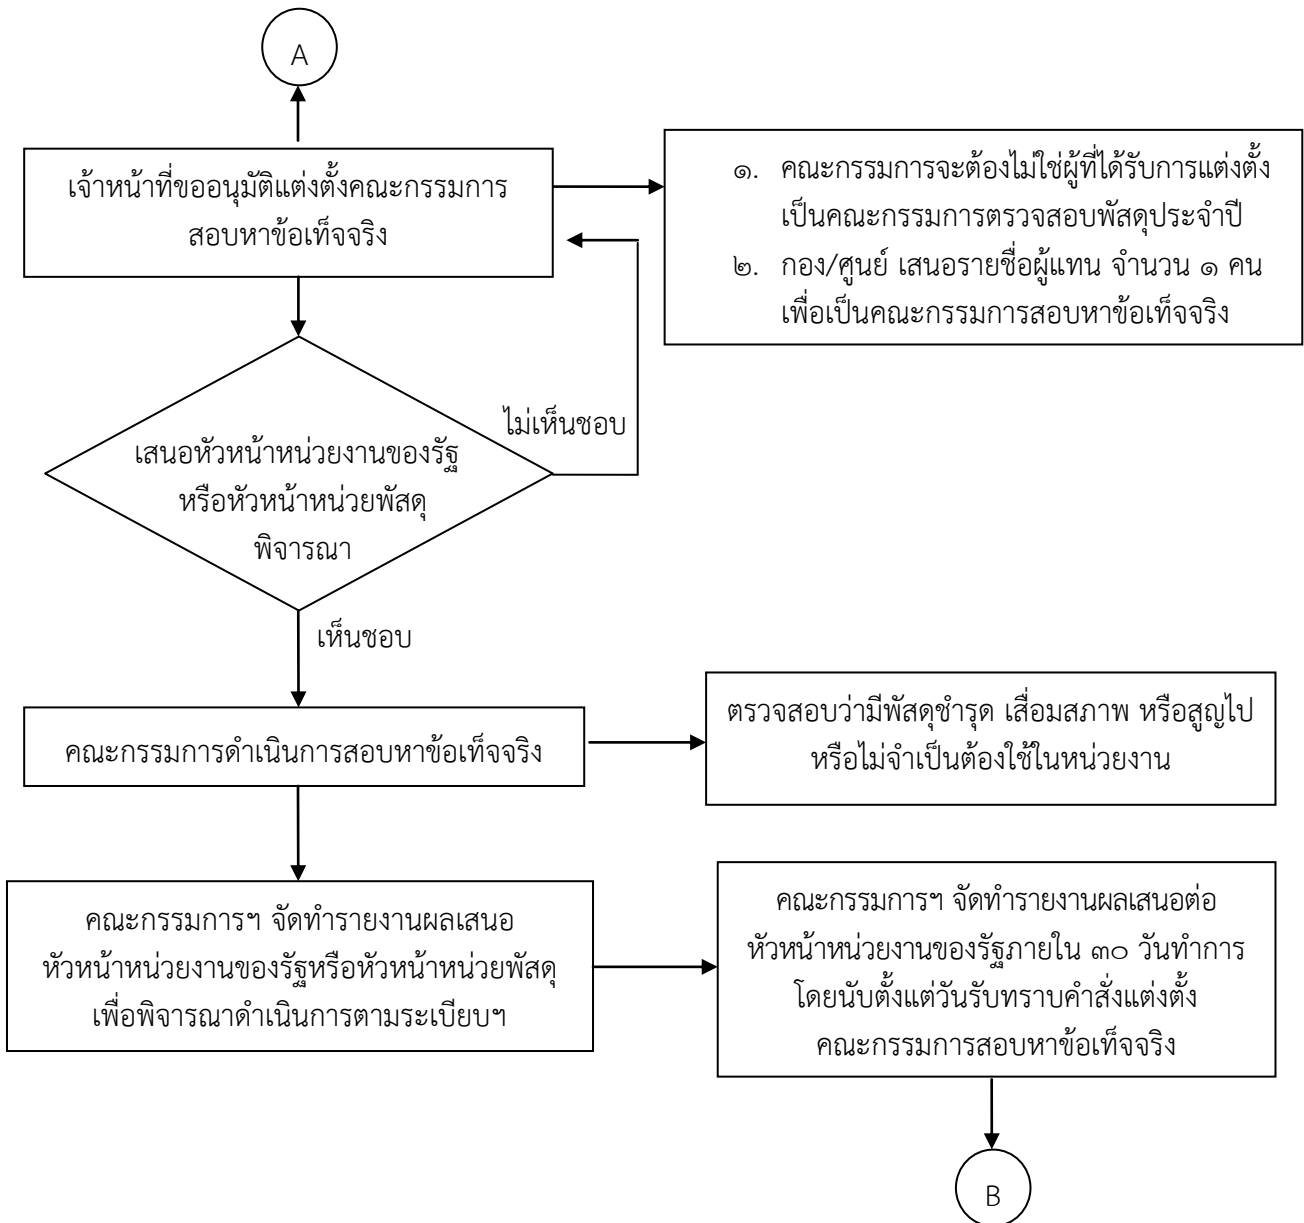 A
เจ้าหน้าที่ขออนุมัติแต่งตั้งคณะกรรมการ
สอบหาข้อเท็จจริง
๑. คณะกรรมการจะต้องไม่ใช่ผู้ที่ได้รับการแต่งตั้ง
เป็นคณะกรรมการตรวจสอบพัสดุประจำปี
๒. กอง/ศูนย์ เสนอรายชื่อผู้แทน จำนวน ๑ คน
เพื่อเป็นคณะกรรมการสอบหาข้อเท็จจริง
ไม่เห็นชอบ
เสนอหัวหน้าหน่วยงานของรัฐ
หรือหัวหน้าหน่วยพัสดุ
พิจารณา
เห็นชอบ
คณะกรรมการดำเนินการสอบหาข้อเท็จจริง
ตรวจสอบว่ามีพัสดุชำรุด เสื่อมสภาพ หรือสูญไป
หรือไม่จำเป็นต้องใช้ในหน่วยงาน
คณะกรรมการฯ จัดทำรายงานผลเสนอ
หัวหน้าหน่วยงานของรัฐหรือหัวหน้าหน่วยพัสดุ
เพื่อพิจารณาดำเนินการตามระเบียบฯ
คณะกรรมการฯ จัดทำรายงานผลเสนอต่อ
หัวหน้าหน่วยงานของรัฐภายใน ๓๐ วันทำการ
โดยนับตั้งแต่วันรับทราบคำสั่งแต่งตั้ง
คณะกรรมการสอบหาข้อเท็จจริง
B